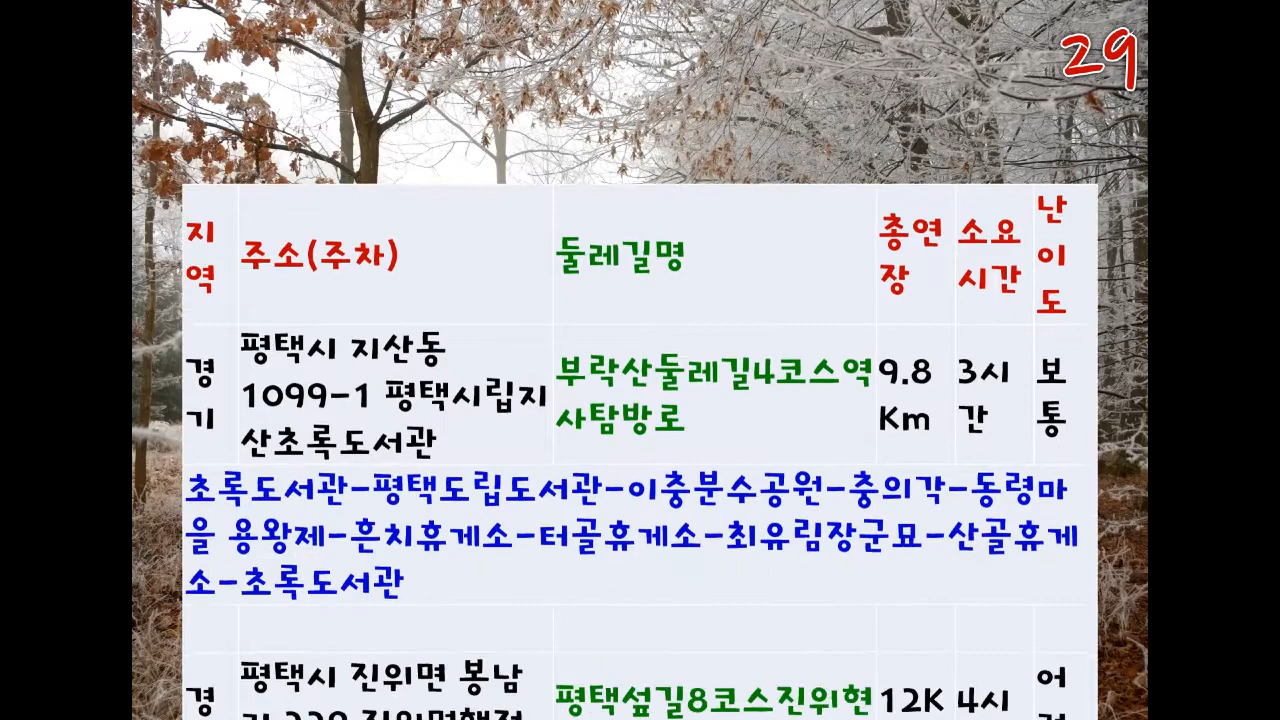 29
지역 주소(주차) 둘레길명 총연장 소요시간 난이도
경기 평택시 지산동 1099-1 평택시립지산초록도서관 부락산둘레길4코스역사탐방로 9.8Km 3시간 보통
초록도서관-평택도립도서관-이충분수공원-충의각-동령마
을 용왕제-흔치휴게소-터골휴게소-최유림장군묘-산골휴게
소-초록도서관
경 평택시 진위면 봉남 평택섶길8코스진위현 12K 4시 어